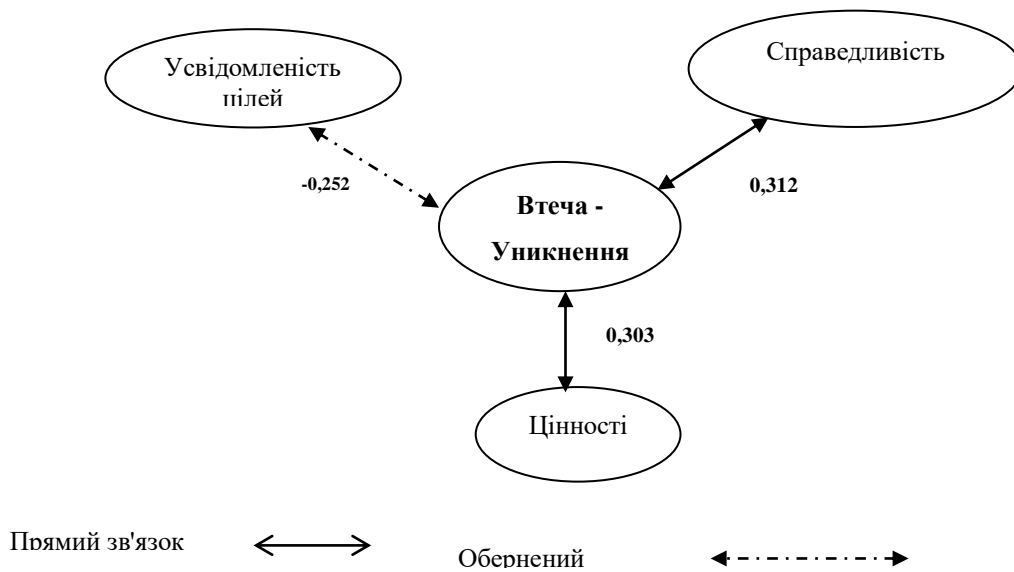 Усвідомленість
цілей
Справедливість
-0,252
0,312
Втеча -
Уникнення
0,303
Цінності
Прямий зв'язок
Обернений